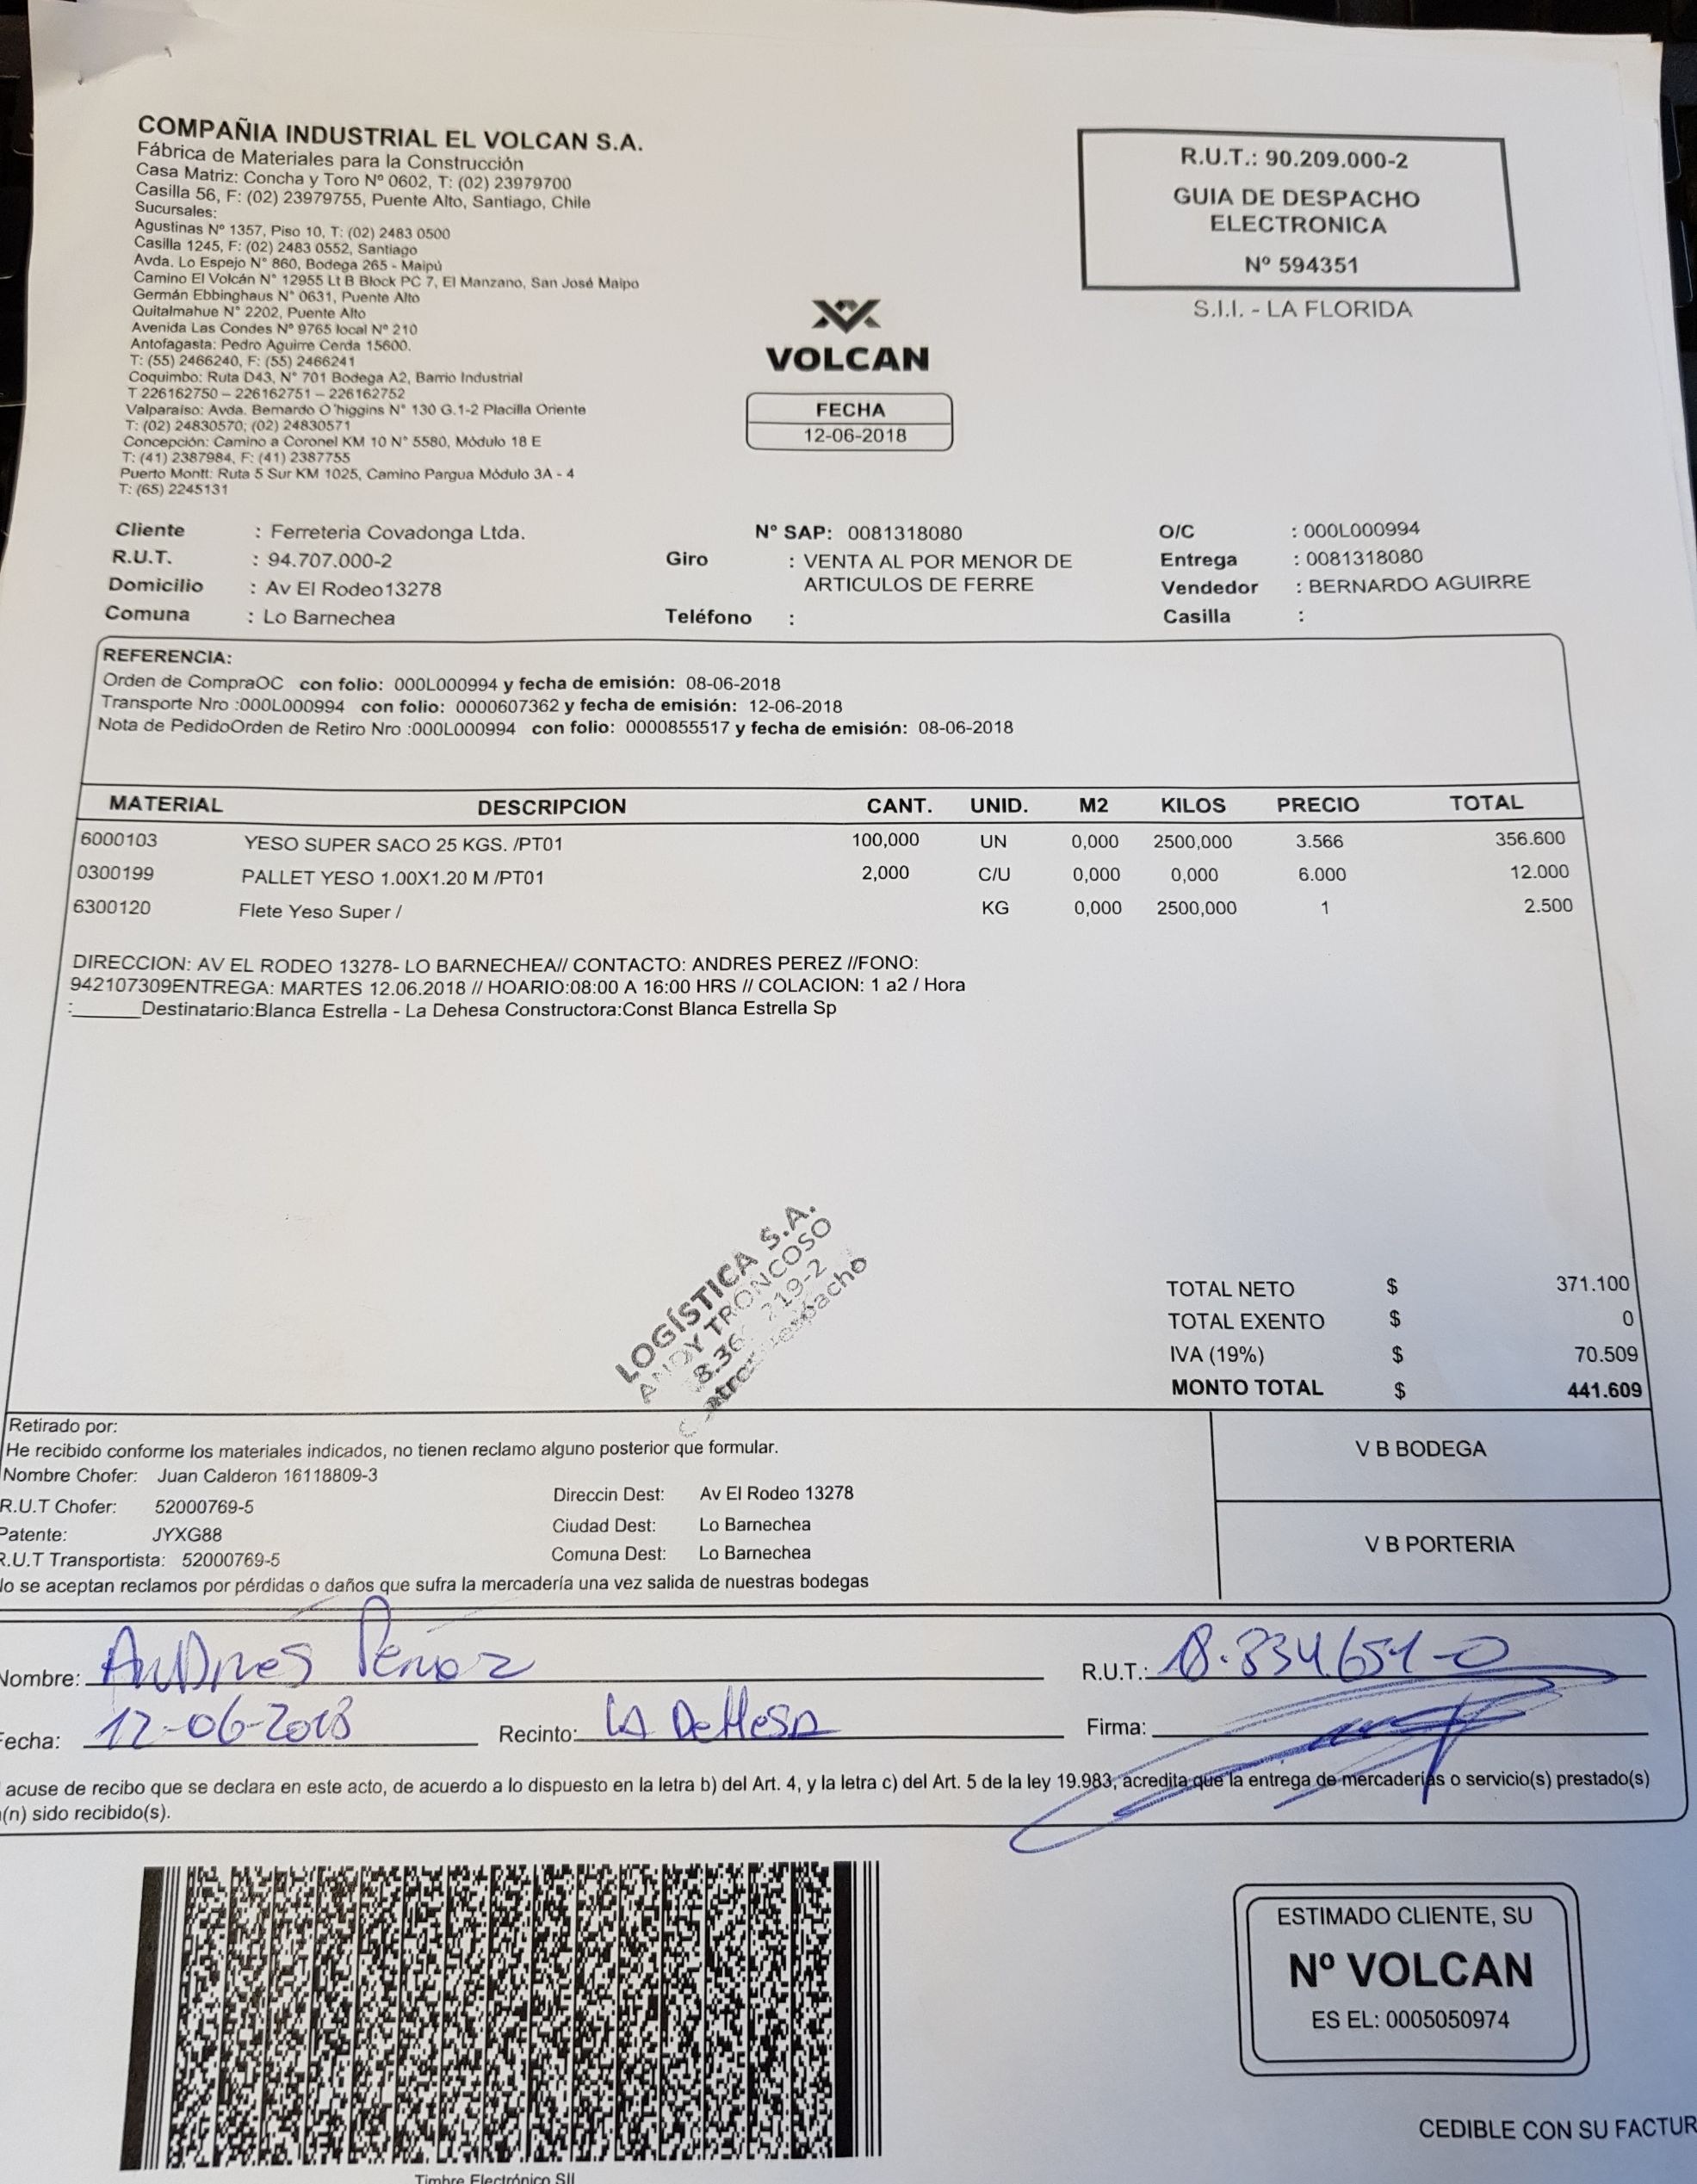 COMPAÑIA INDUSTRIAL EL VOLCAN S.A.
Fábrica de Materiales para la Construcción
Casa Matriz: Concha y Toro Nº 0602, T: (02) 23979700
Casilla 56, F: (02) 23979755, Puente Alto, Santiago, Chile
Sucursales:
Agustinas Nº 1357, Piso 10, T: (02) 2483 0500
Casilla 1245, F: (02) 2483 0552, Santiago
Avda. Lo Espejo N° 860, Bodega 265 - Maipú
Camino El Volcán N° 12955 Lt B Block PC 7, El Manzano, San José Maipo
Germán Ebbinghaus N° 0631, Puente Alto
Quitalmahue N° 2202, Puente Alto
Avenida Las Condes Nº 9765 local Nº 210
Antofagasta: Pedro Aguirre Cerda 15600.
T: (55) 2466240, F: (55) 2466241
Coquimbo: Ruta D43, N° 701 Bodega A2, Barrio Industrial
T 226162750 – 226162751 – 226162752
Valparaiso: Avda. Bernardo O'higgins N° 130 G.1-2 Placilla Oriente
T: (02) 24830570; (02) 24830571
Concepción: Camino a Coronel KM 10 N° 5580, Módulo 18 E
T: (41) 2387984, F: (41) 2387755
Puerto Montt: Ruta 5 Sur KM 1025, Camino Pargua Módulo 3A - 4
T: (65) 2245131
R.U.T.: 90.209.000-2
GUIA DE DESPACHO
ELECTRONICA
Nº 594351
S.I.I. - LA FLORIDA
VOLCAN
FECHA
12-06-2018
Cliente : Ferreteria Covadonga Ltda. N° SAP: 0081318080 O/C : 000L000994
R.U.T. : 94.707.000-2 Giro : VENTA AL POR MENOR DE Entrega : 0081318080
Domicilio : Av El Rodeo13278 ARTICULOS DE FERRE Vendedor : BERNARDO AGUIRRE
Comuna : Lo Barnechea Teléfono : Casilla :
REFERENCIA:
Orden de CompraOC con folio: 000L000994 y fecha de emisión: 08-06-2018
Transporte Nro :000L000994 con folio: 0000607362 y fecha de emisión: 12-06-2018
Nota de PedidoOrden de Retiro Nro :000L000994 con folio: 0000855517 y fecha de emisión: 08-06-2018
MATERIAL DESCRIPCION CANT. UNID. M2 KILOS PRECIO TOTAL
6000103 YESO SUPER SACO 25 KGS. /PT01 100,000 UN 0,000 2500,000 3.566 356.600
0300199 PALLET YESO 1.00X1.20 M /PT01 2,000 C/U 0,000 0,000 6.000 12.000
6300120 Flete Yeso Super / KG 0,000 2500,000 1 2.500
DIRECCION: AV EL RODEO 13278- LO BARNECHEA// CONTACTO: ANDRES PEREZ //FONO:
942107309ENTREGA: MARTES 12.06.2018 // HOARIO:08:00 A 16:00 HRS // COLACION: 1 a2 / Hora
:______Destinatario:Blanca Estrella - La Dehesa Constructora:Const Blanca Estrella Sp
LOGÍSTICA S.A.
ANDY TRONCOSO
TOTAL NETO $ 371.100
TOTAL EXENTO $ 0
IVA (19%) $ 70.509
MONTO TOTAL $ 441.609
Retirado por:
He recibido conforme los materiales indicados, no tienen reclamo alguno posterior que formular.
Nombre Chofer: Juan Calderon 16118809-3
R.U.T Chofer: 52000769-5 Direccin Dest: Av El Rodeo 13278
Patente: JYXG88 Ciudad Dest: Lo Barnechea
R.U.T Transportista: 52000769-5 Comuna Dest: Lo Barnechea
lo se aceptan reclamos por pérdidas o daños que sufra la mercadería una vez salida de nuestras bodegas
V B BODEGA
V B PORTERIA
Nombre: Andres Perez R.U.T.: 18.834.651-0
Fecha: 12-06-2018 Recinto: LA DeHesA Firma:
acuse de recibo que se declara en este acto, de acuerdo a lo dispuesto en la letra b) del Art. 4, y la letra c) del Art. 5 de la ley 19.983, acredita que la entrega de mercaderías o servicio(s) prestado(s)
(n) sido recibido(s).
Timbre Electrónico SII
ESTIMADO CLIENTE, SU
Nº VOLCAN
ES EL: 0005050974
CEDIBLE CON SU FACTUR